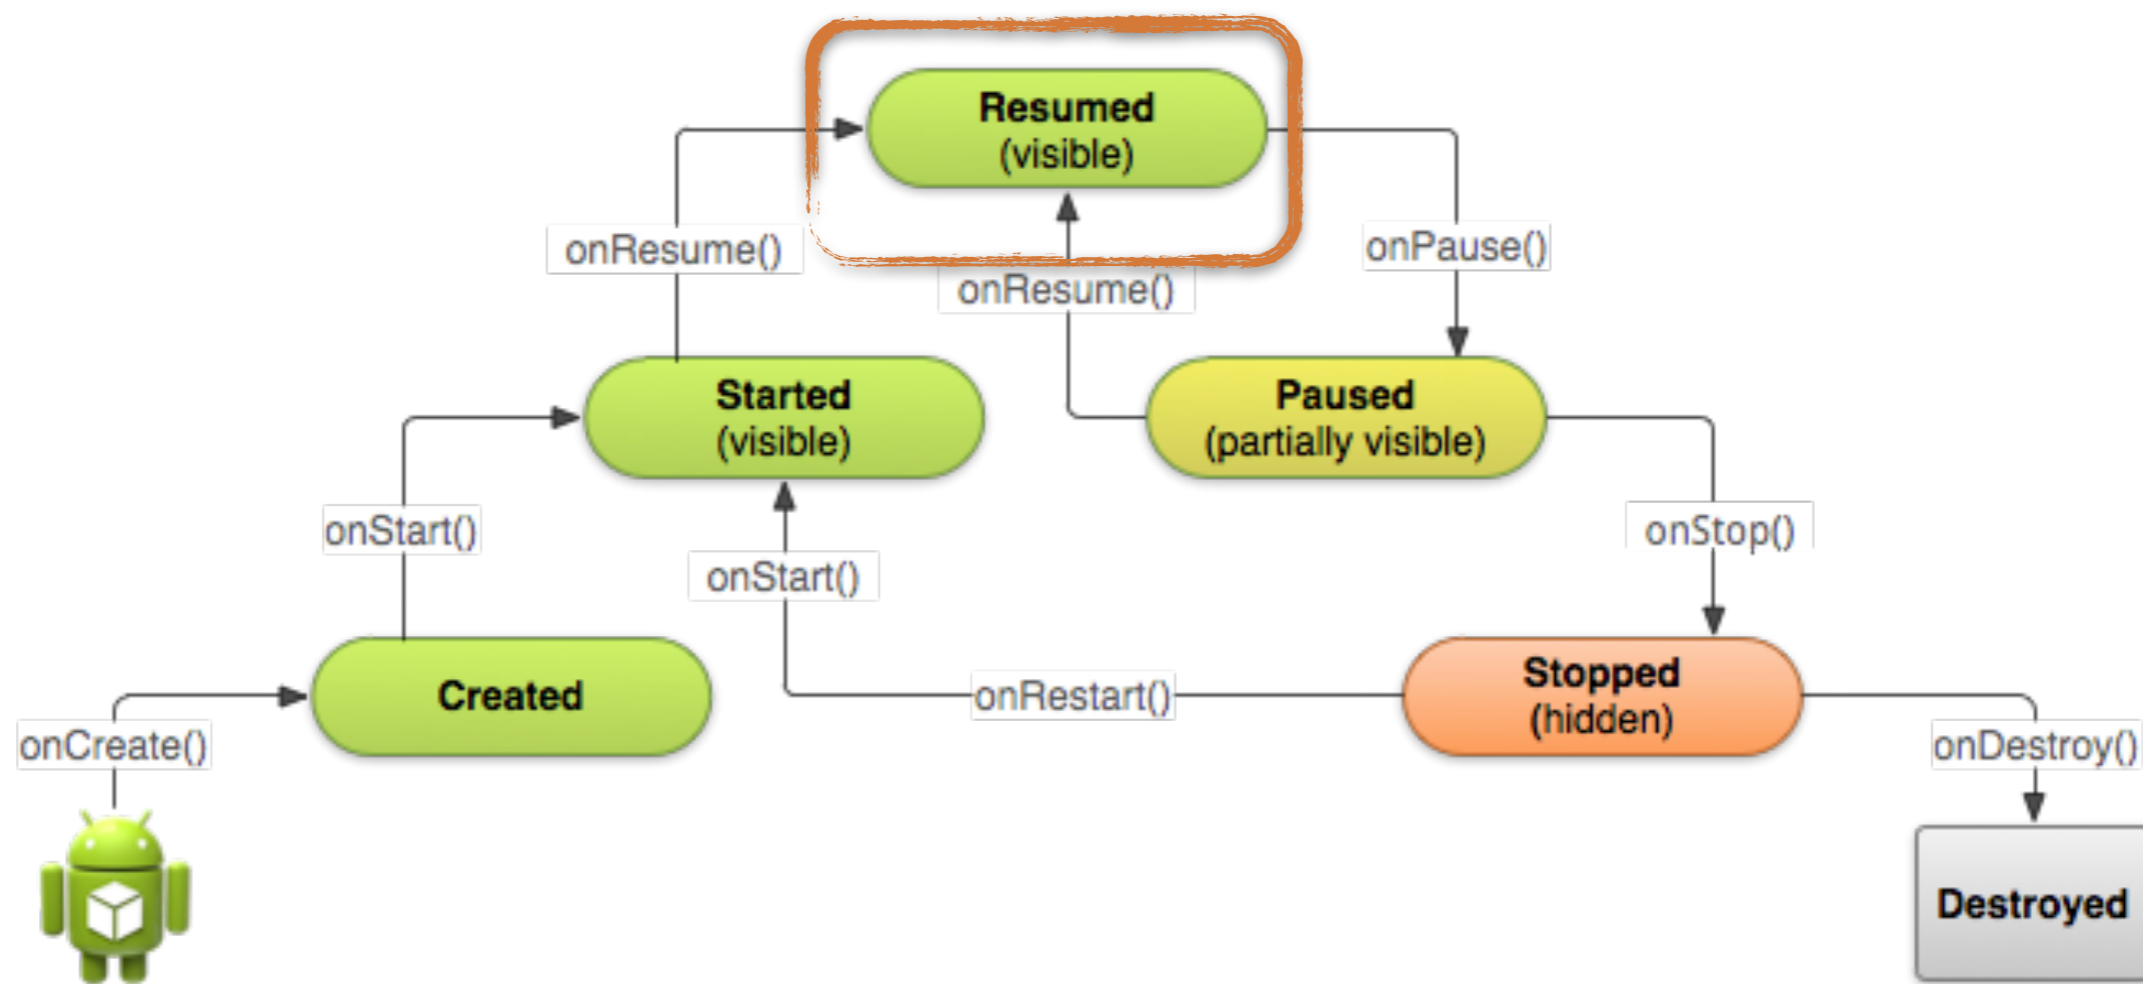 Resumed
(visible)
onResume()
onPause()
onResume()
Started
(visible)
Paused
(partially visible)
onStart()
onStop()
onStart()
Created
onRestart()
Stopped
(hidden)
onCreate()
onDestroy()
Destroyed